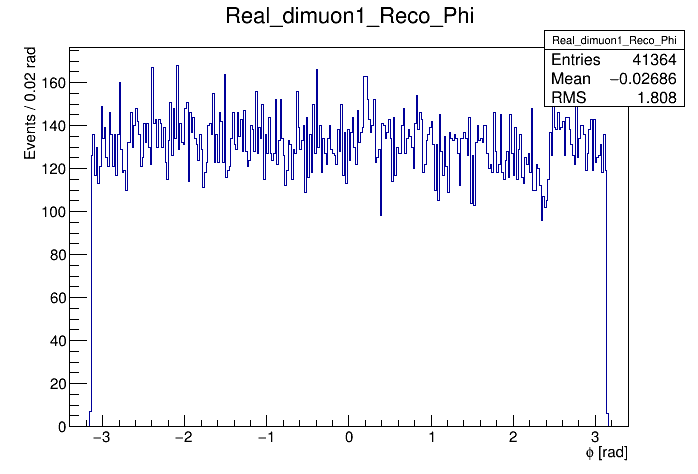 Real_dimuon1_Reco_Phi
Real_dimuon1_Reco_Phi
Entries 41364
Mean −0.02686
RMS 1.808
Events / 0.02 rad
160
140
120
100
80
60
40
20
0
−3 −2 −1 0 1 2 3
ϕ [rad]